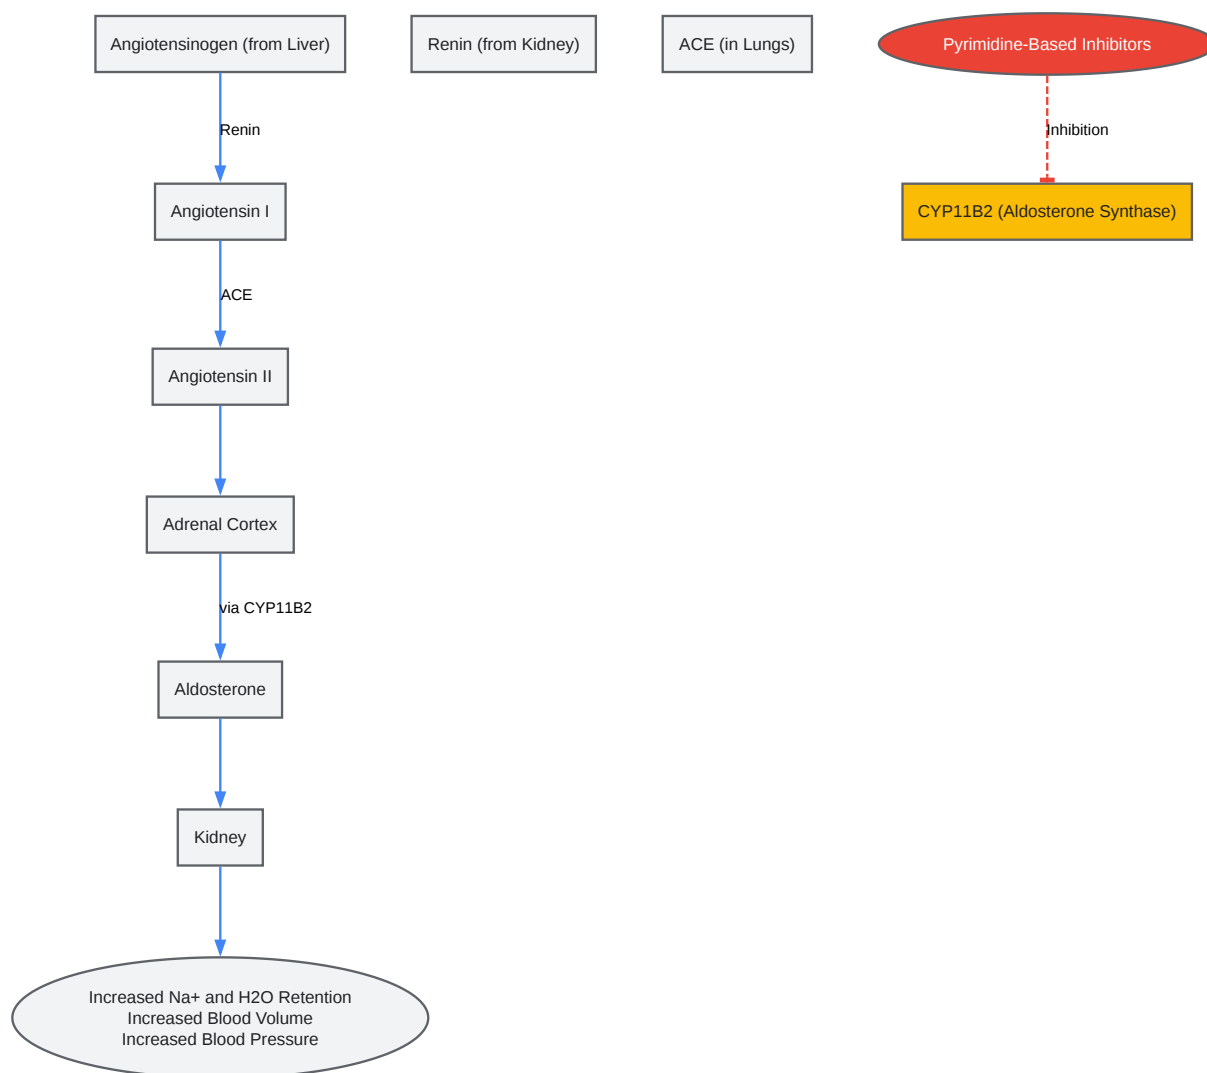 Angiotensinogen (from Liver)
Renin (from Kidney)
ACE (in Lungs)
Pyrimidine-Based Inhibitors
Renin
Inhibition
Angiotensin I
CYP11B2 (Aldosterone Synthase)
ACE
Angiotensin II
Adrenal Cortex
via CYP11B2
Aldosterone
Kidney
Increased Na+ and H2O Retention
Increased Blood Volume
Increased Blood Pressure